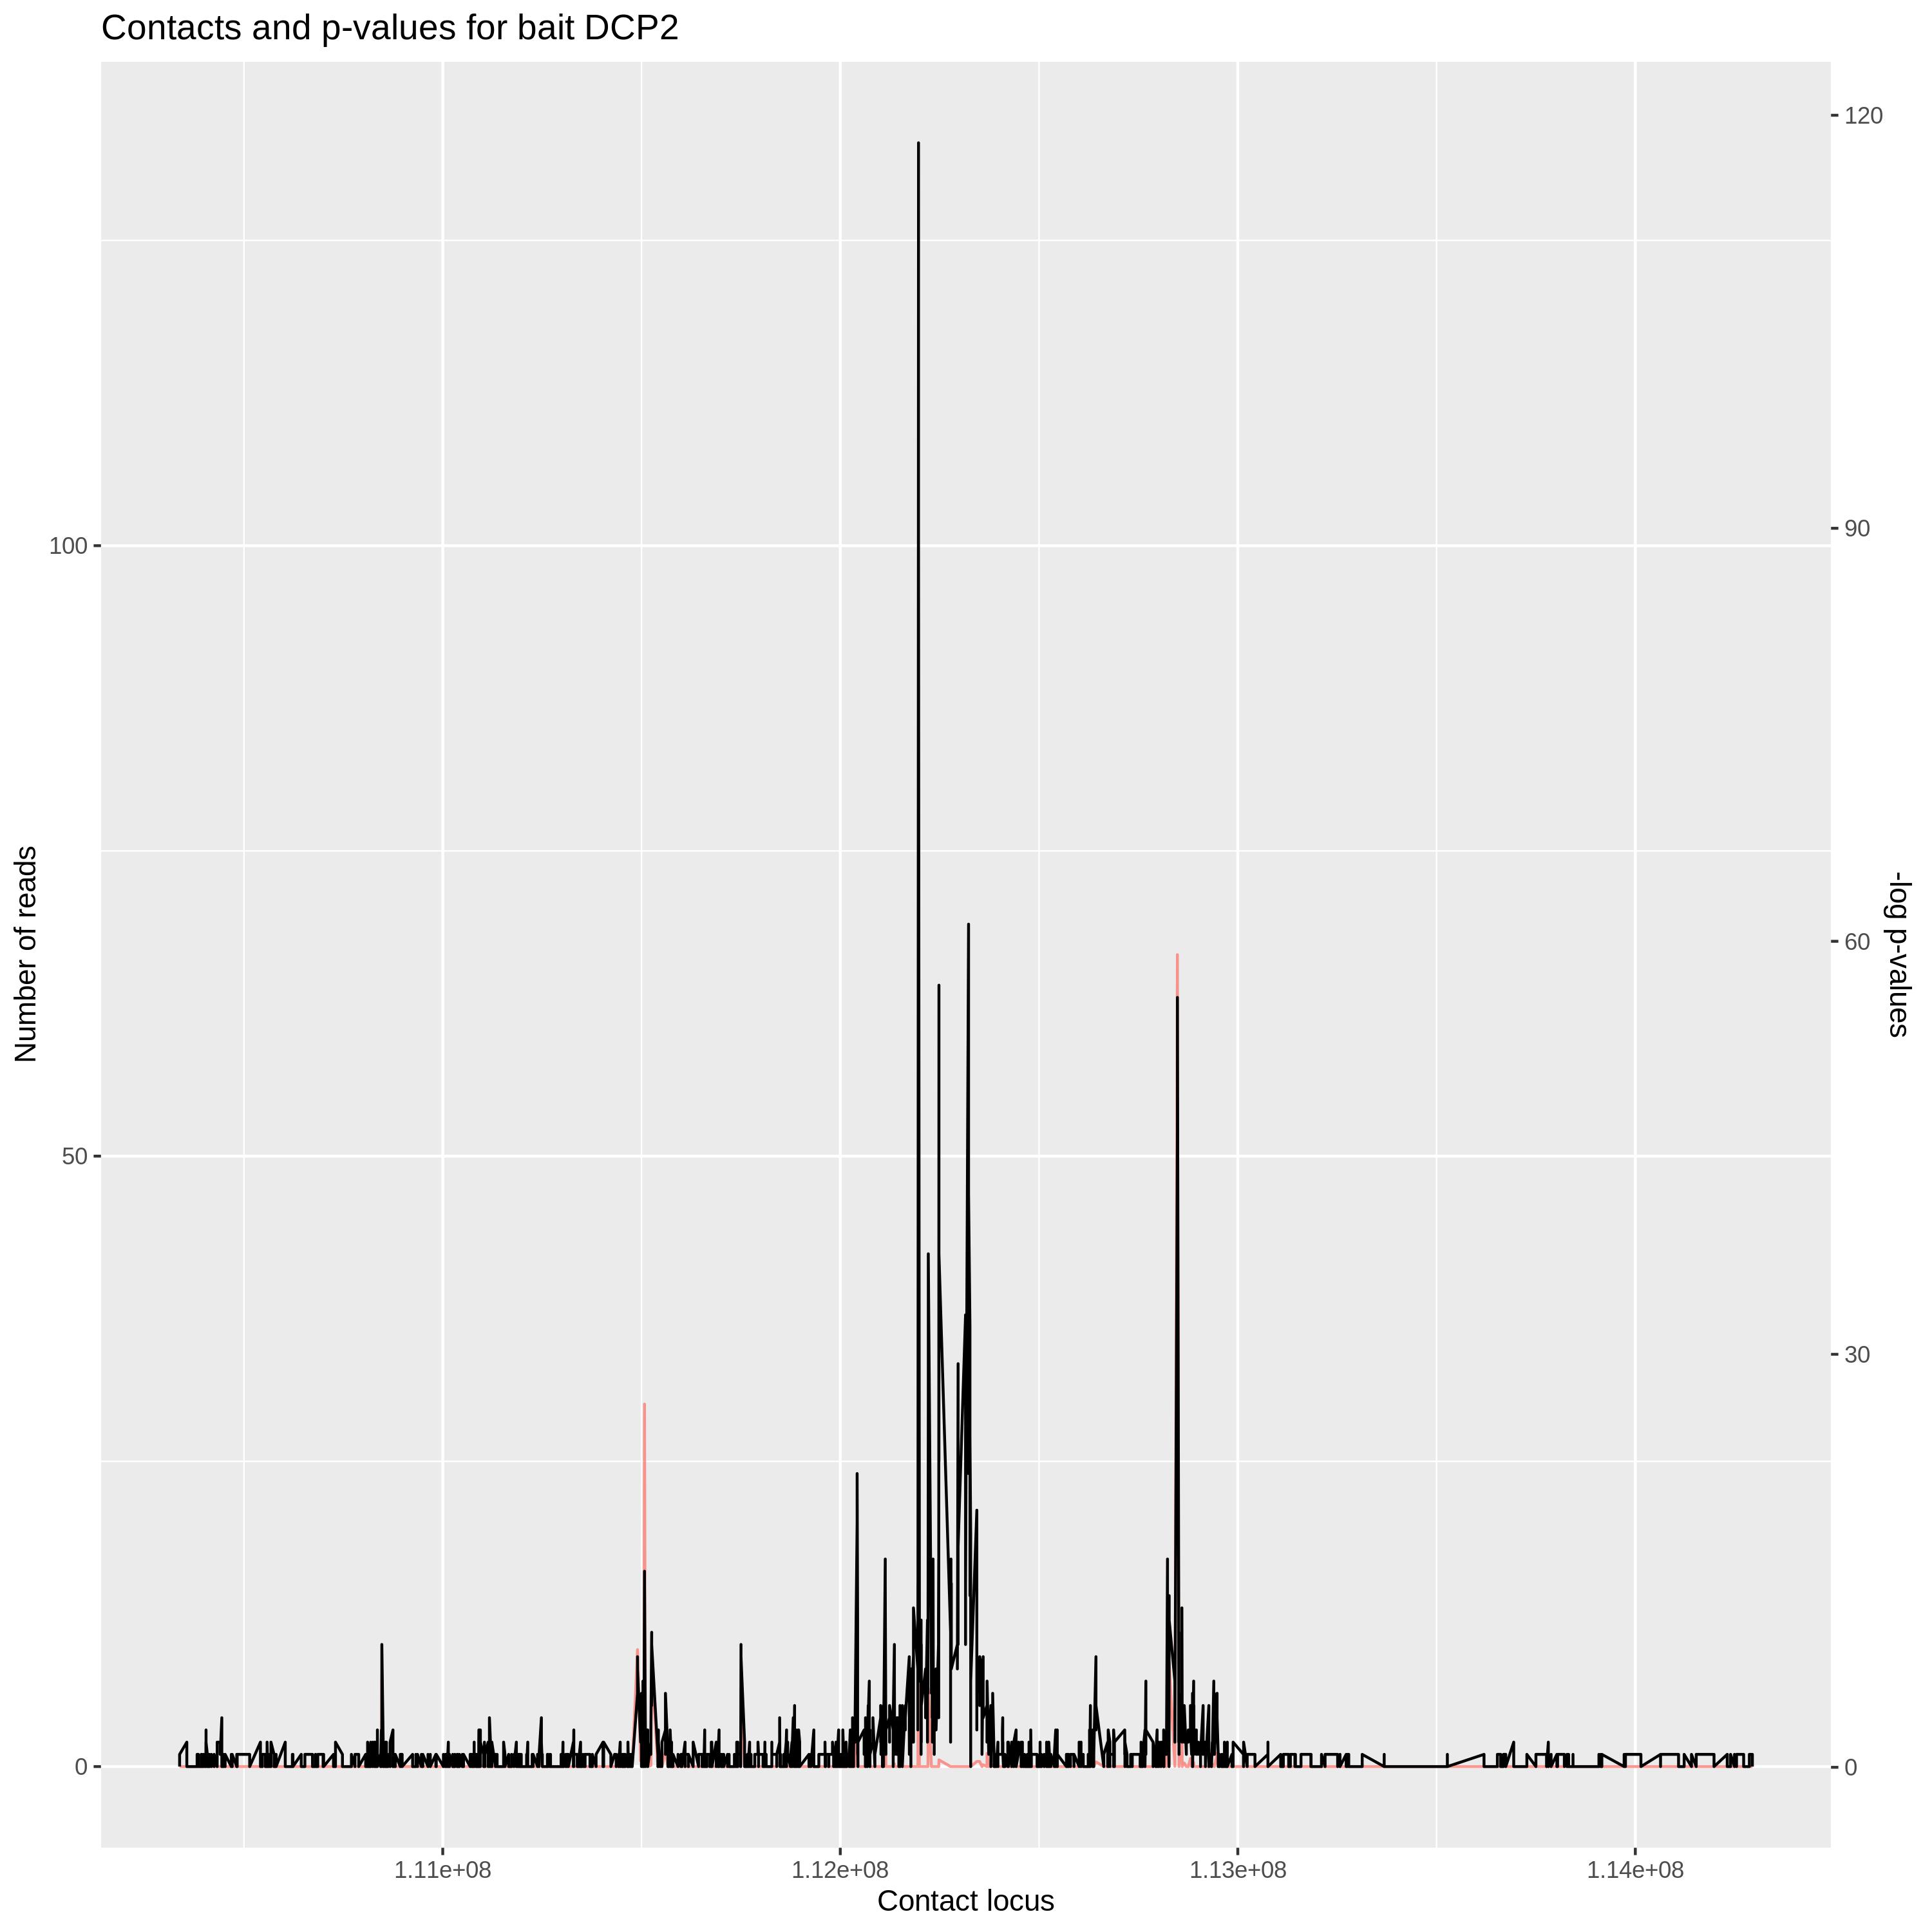 Contacts and p-values for bait DCP2
120
90
60
30
0
100
50
0
Number of reads
-log p-values
1.11e+08
1.12e+08
1.13e+08
1.14e+08
Contact locus